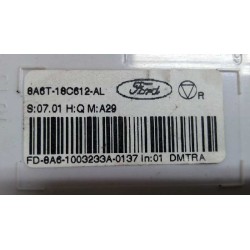 8A6T-18C612-AL
Ford
R
S:07.01 H:Q M:A29
FD-8A6-1003233A-0137 In:01 DMTRA